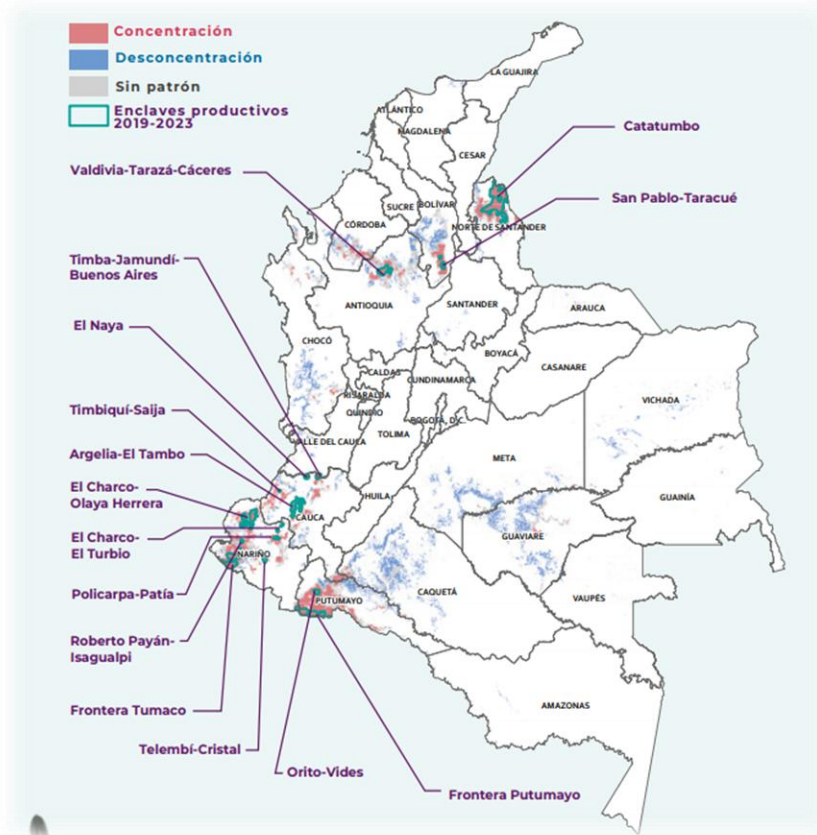 Concentración
Desconcentración
Sin patrón
Enclaves productivos
2019-2023
LA GUAJIRA
ATLÁNTICO
MAGDALENA
CESAR
Catatumbo
Valdivia-Tarazá-Cáceres
SUCRE
BOLÍVAR
San Pablo-Taracué
CÓRDOBA
NORTE DE SANTANDER
Timba-Jamundí-
Buenos Aires
ANTIOQUIA
SANTANDER
ARAUCA
El Naya
CHOCÓ
BOYACÁ
CASANARE
CALDAS
CUNDINAMARCA
RISARALDA
VICHADA
Timbiquí-Saija
QUINDIO
BOGOTÁ, D.C.
VALLE DEL CAUCA
TOLIMA
Argelia-El Tambo
META
El Charco-
Olaya Herrera
HUILA
GUAINÍA
CAUCA
El Charco-
El Turbio
GUAVIARE
NARIÑO
Policarpa-Patía
CAQUETÁ
PUTUMAYO
VAUPÉS
Roberto Payán-
Isagualpi
Frontera Tumaco
AMAZONAS
Telembí-Cristal
Orito-Vides
Frontera Putumayo